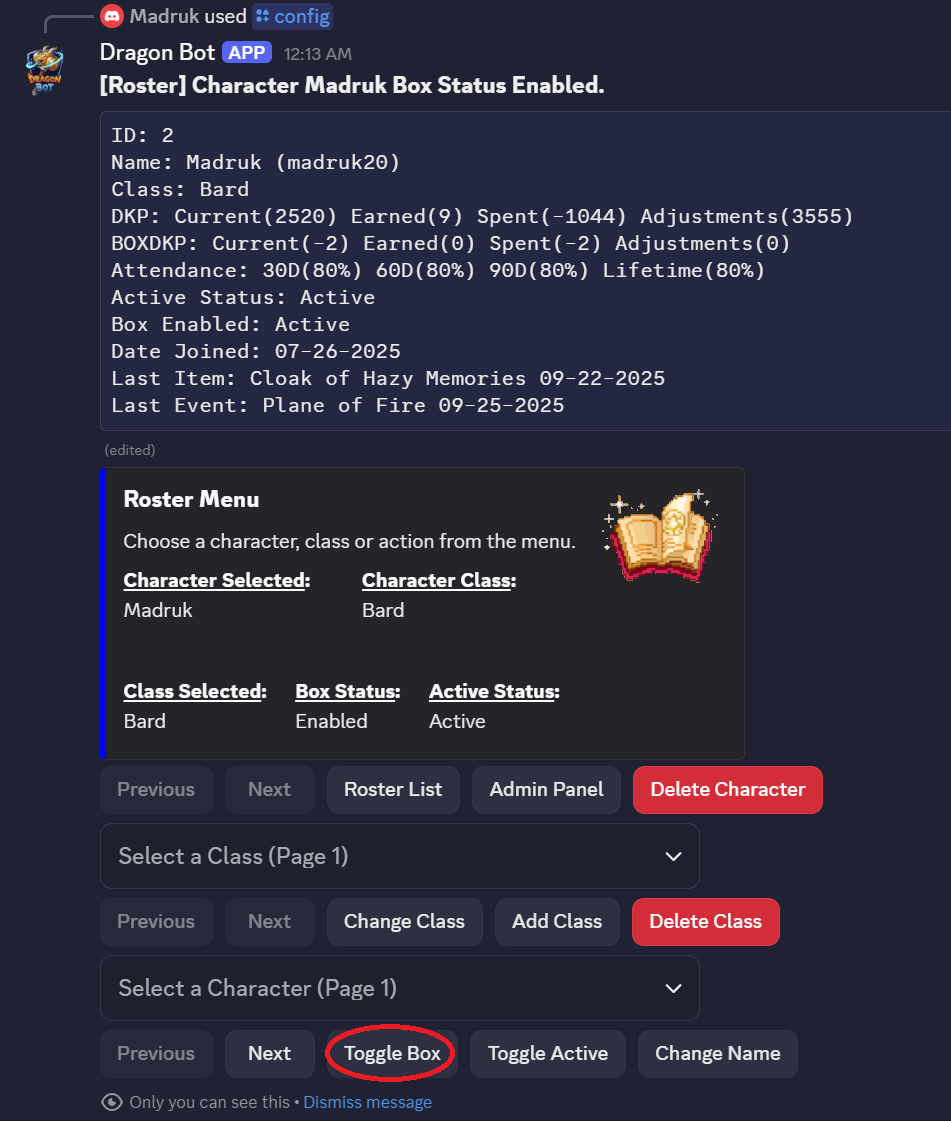 Madruk used config
Dragon Bot APP 12:13 AM
DRAGON
BOT
[Roster] Character Madruk Box Status Enabled.
ID: 2
Name: Madruk (madruk20)
Class: Bard
DKP: Current(2520) Earned(9) Spent(-1044) Adjustments(3555)
BOXDKP: Current(-2) Earned(0) Spent(-2) Adjustments(0)
Attendance: 30D(80%) 60D(80%) 90D(80%) Lifetime(80%)
Active Status: Active
Box Enabled: Active
Date Joined: 07-26-2025
Last Item: Cloak of Hazy Memories 09-22-2025
Last Event: Plane of Fire 09-25-2025
(edited)
Roster Menu
Choose a character, class or action from the menu.
Character Selected: Character Class:
Madruk Bard
Class Selected: Box Status: Active Status:
Bard Enabled Active
Previous Next Roster List Admin Panel Delete Character
Select a Class (Page 1)
Previous Next Change Class Add Class Delete Class
Select a Character (Page 1)
Previous Next Toggle Box Toggle Active Change Name
Only you can see this • Dismiss message